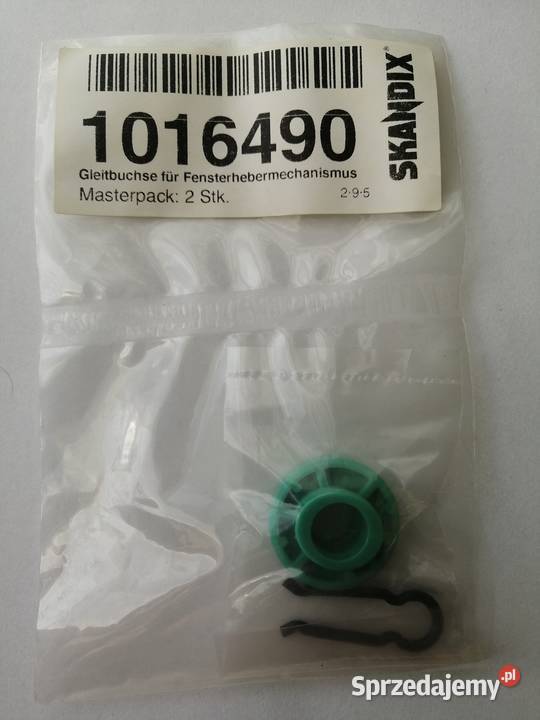 1016490
SKANDIX®
Gleitbuchse für Fensterhebermechanismus
Masterpack: 2 Stk.
2-9-5
Sprzedajemy.pl